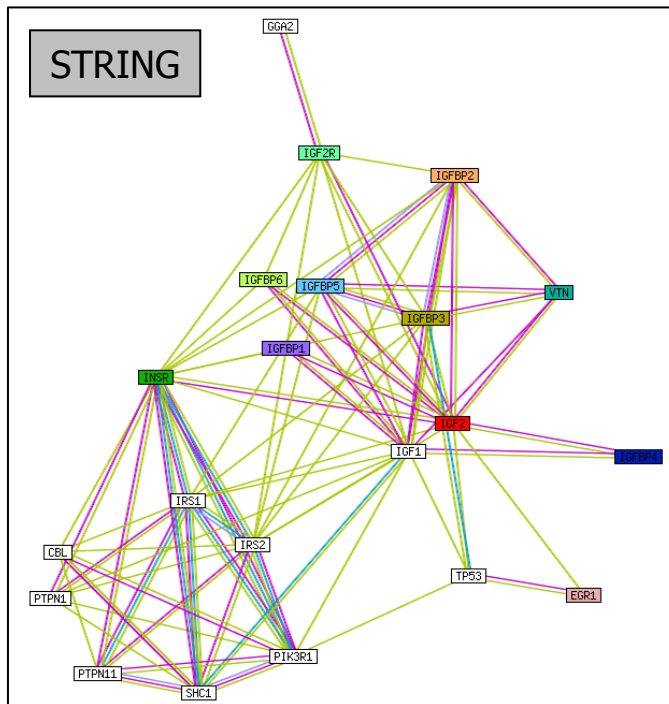 GGA2
STRING
IGF2R
IGFBP2
IGFBP6
IGFBP5
VTN
IGFBP3
IGFBP1
INSR
IGF2
IGF1
IGFBP4
IRS1
IRS2
CBL
TP53
PTPN1
EGR1
PIK3R1
PTPN11
SHC1